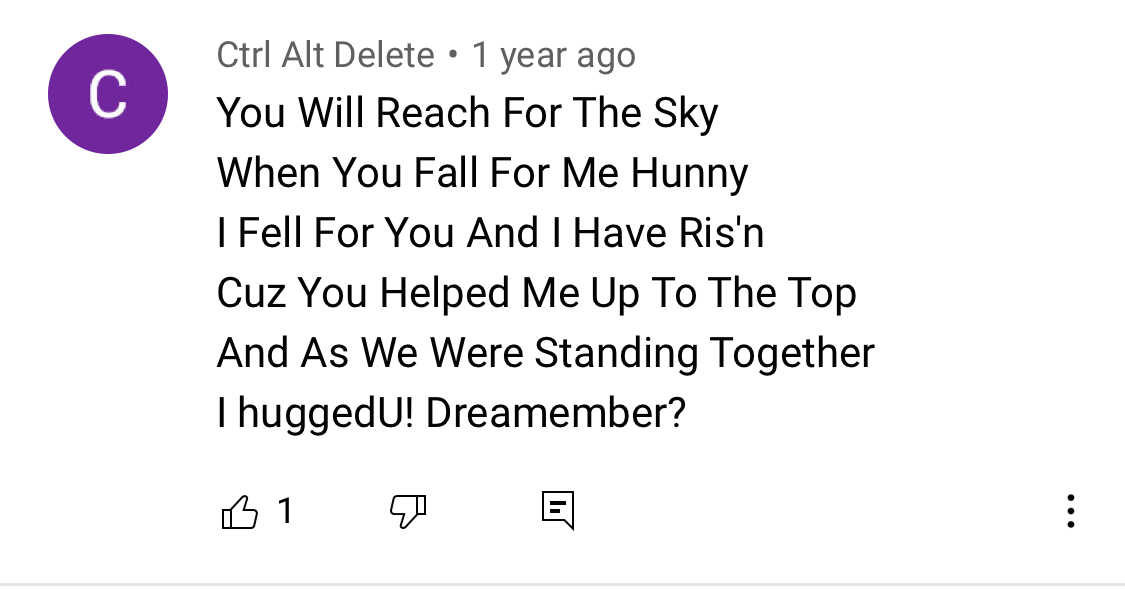 C
Ctrl Alt Delete • 1 year ago
You Will Reach For The Sky
When You Fall For Me Hunny
I Fell For You And I Have Ris'n
Cuz You Helped Me Up To The Top
And As We Were Standing Together
I huggedU! Dreamember?
1